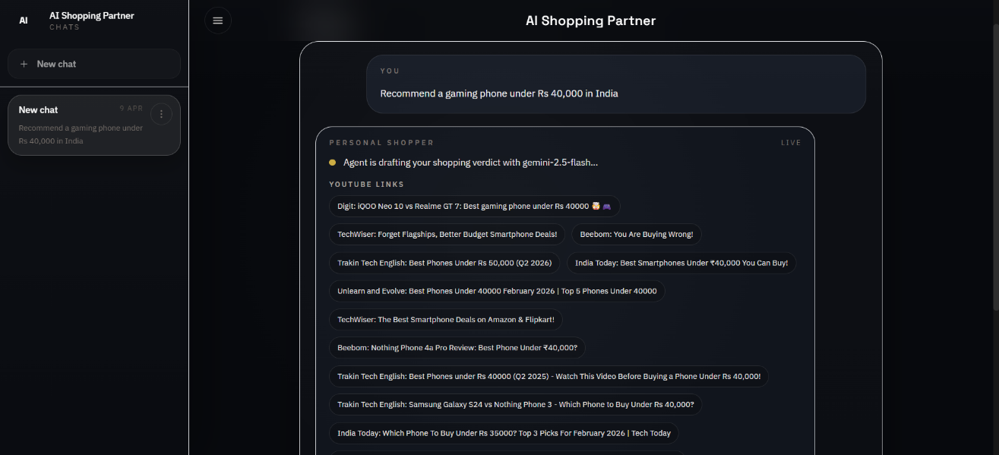 AI
AI Shopping Partner
CHATS
+ New chat
New chat
9 APR
Recommend a gaming phone under
Rs 40,000 in India
AI Shopping Partner
YOU
Recommend a gaming phone under Rs 40,000 in India
PERSONAL SHOPPER
LIVE
Agent is drafting your shopping verdict with gemini-2.5-flash...
YOUTUBE LINKS
Digit: iQOO Neo 10 vs Realme GT 7: Best gaming phone under Rs 40000 🤯 🎮
TechWiser: Forget Flagships, Better Budget Smartphone Deals!
Beebom: You Are Buying Wrong!
Trakin Tech English: Best Phones Under Rs 50,000 (Q2 2026)
India Today: Best Smartphones Under ₹40,000 You Can Buy!
Unlearn and Evolve: Best Phones Under 40000 February 2026 | Top 5 Phones Under 40000
TechWiser: The Best Smartphone Deals on Amazon & Flipkart!
Beebom: Nothing Phone 4a Pro Review: Best Phone Under ₹40,000?
Trakin Tech English: Best Phones under Rs 40000 (Q2 2025) - Watch This Video Before Buying a Phone Under Rs 40,000!
Trakin Tech English: Samsung Galaxy S24 vs Nothing Phone 3 - Which Phone to Buy Under Rs 40,000?
India Today: Which Phone To Buy Under Rs 35000? Top 3 Picks For February 2026 | Tech Today